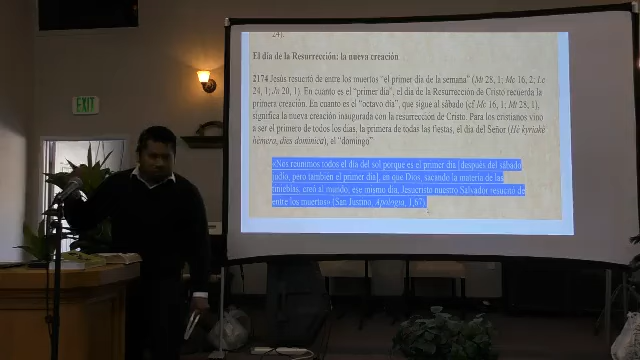 24).
El día de la Resurrección: la nueva creación
2174 Jesús resucitó de entre los muertos "el primer día de la semana" (Mt 28, 1; Mc 16, 2; Lc
24, 1; Jn 20, 1) En cuanto es el "primer día", el día de la Resurrección de Cristo recuerda la
primera creación. En cuanto es el "octavo día", que sigue al sábado (cf Mc 16, 1; Mt 28, 1),
significa la nueva creación inaugurada con la resurreccion de Cristo. Para los cristianos vino
a ser el primero de todos los días, la primera de todas las fiestas, el día del Señor (Hè kyriakè
hèmera, dies dominica), el "domingo"
«Nos reunimos todos el día del sol porque es el primer día [después del sábado
judío, pero tambien el primer día], en que Dios, sacando la materia de las
tinieblas, creó al mundo, ese mismo día, Jesucristo nuestro Salvador resucitó de
entre los muertos» (San Justino, Apologia, 1,67).
EXIT